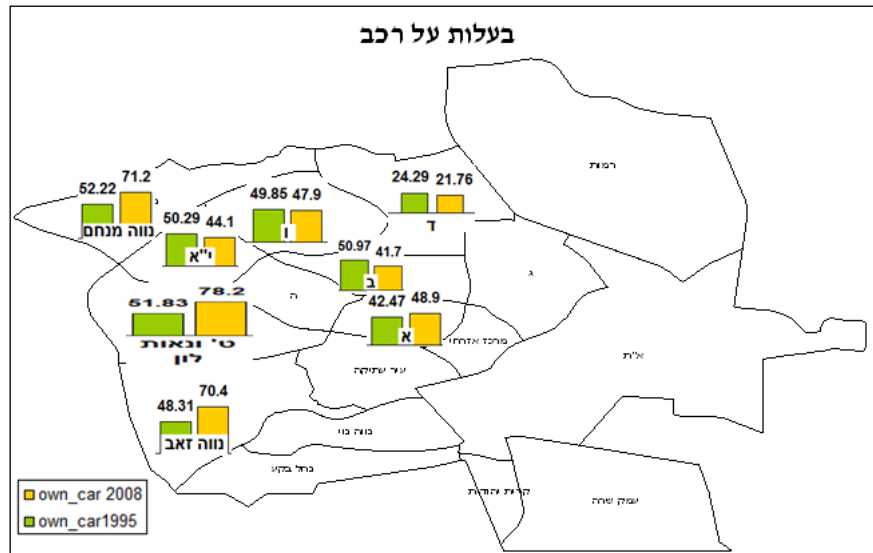 בעלות על רכב
רמות
52.22 71.2
נווה מנחם
50.29 44.1
י"א
49.85 47.9
ו
24.29 21.76
ד
50.97 41.7
ב
ה
ג
51.83 78.2
ט' ונאות
לון
42.47 48.9
א
מרכז אזרחי
א"ת
עיר עתיקה
48.31 70.4
נווה זאב
נווה נוי
נחל בקע
קרית יהודית
עמק שרה
own_car 2008
own_car1995